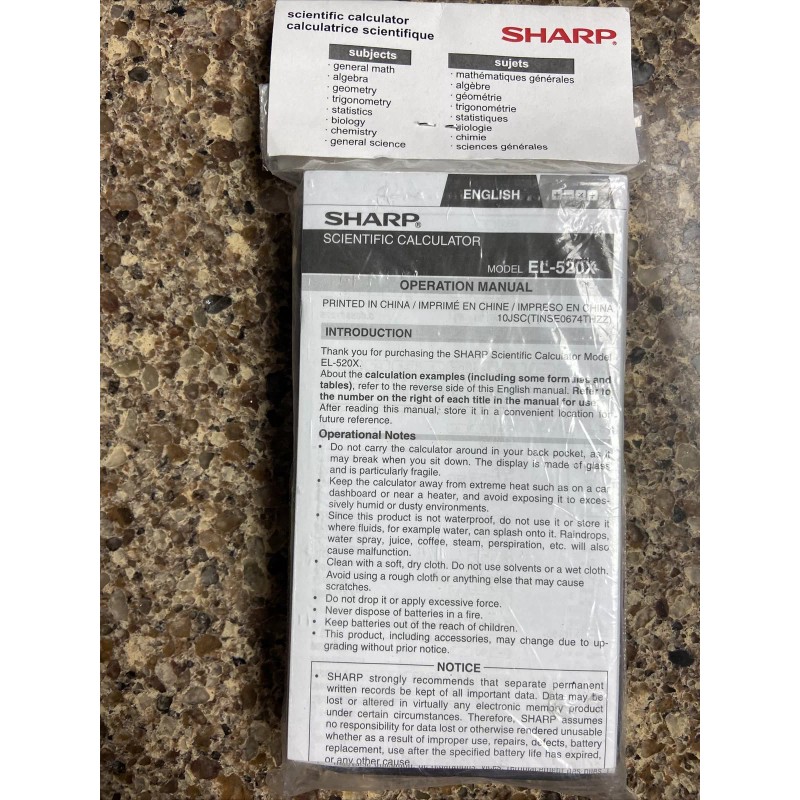 scientific calculator
calculatrice scientifique
SHARP®
subjects
· general math
· algebra
· geometry
· trigonometry
· statistics
· biology
· chemistry
· general science
sujets
· mathématiques générales
· algèbre
· géométrie
· trigonométrie
· statistiques
· biologie
· chimie
· sciences générales
ENGLISH
SHARP®
SCIENTIFIC CALCULATOR
MODEL EL-520X
OPERATION MANUAL
PRINTED IN CHINA / IMPRIMÉ EN CHINE / IMPRESO EN CHINA
10JSC(TINSE0674THZZ)
INTRODUCTION
Thank you for purchasing the SHARP Scientific Calculator Model
EL-520X.
About the calculation examples (including some formulas and
tables), refer to the reverse side of this English manual. Refer to
the number on the right of each title in the manual for use.
After reading this manual, store it in a convenient location for
future reference.
Operational Notes
• Do not carry the calculator around in your back pocket, as it
may break when you sit down. The display is made of glass
and is particularly fragile.
• Keep the calculator away from extreme heat such as on a car
dashboard or near a heater, and avoid exposing it to exces-
sively humid or dusty environments.
• Since this product is not waterproof, do not use it or store it
where fluids, for example water, can splash onto it. Raindrops,
water spray, juice, coffee, steam, perspiration, etc. will also
cause malfunction.
• Clean with a soft, dry cloth. Do not use solvents or a wet cloth.
Avoid using a rough cloth or anything else that may cause
scratches.
• Do not drop it or apply excessive force.
• Never dispose of batteries in a fire.
• Keep batteries out of the reach of children.
• This product, including accessories, may change due to up-
grading without prior notice.
NOTICE
• SHARP strongly recommends that separate permanent
written records be kept of all important data. Data may be
lost or altered in virtually any electronic memory product
under certain circumstances. Therefore, SHARP assumes
no responsibility for data lost or otherwise rendered unusable
whether as a result of improper use, repairs, defects, battery
replacement, use after the specified battery life has expired,
or any other cause.